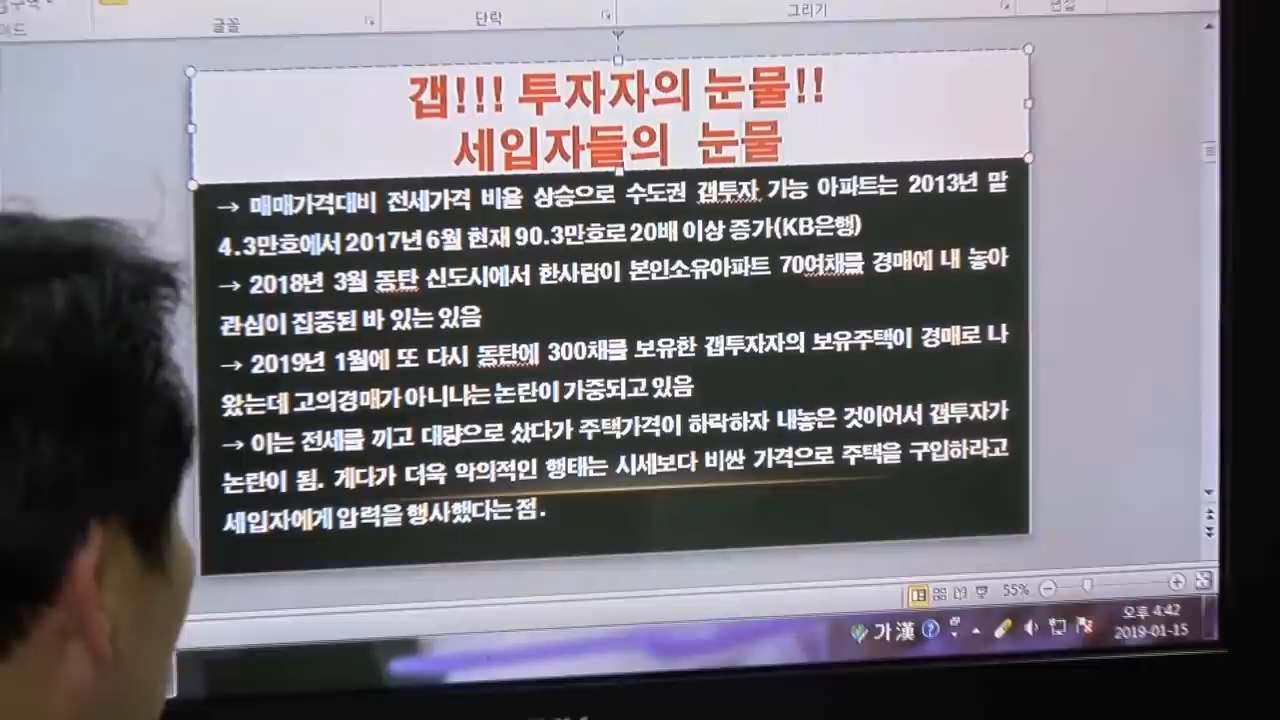 글꼴
단락
그리기
편집
갭!!! 투자자의 눈물!!
세입자들의 눈물
→ 매매가격대비 전세가격 비율 상승으로 수도권 갭투자 가능 아파트는 2013년 말
4.3만호에서 2017년 6월 현재 90.3만호로 20배 이상 증가(KB은행)
→ 2018년 3월 동탄 신도시에서 한사람이 본인소유아파트 70여채를 경매에 내 놓아
관심이 집중된 바 있는 있음
→ 2019년 1월에 또 다시 동탄에 300채를 보유한 갭투자자의 보유주택이 경매로 나
왔는데 고의경매가 아니냐는 논란이 가중되고 있음
→ 이는 전세를 끼고 대량으로 샀다가 주택가격이 하락하자 내놓은 것이어서 갭투자가
논란이 됨. 게다가 더욱 악의적인 행태는 시세보다 비싼 가격으로 주택을 구입하라고
세입자에게 압력을 행사했다는 점.
55%
가 漢
오후 4:42
2019-01-15